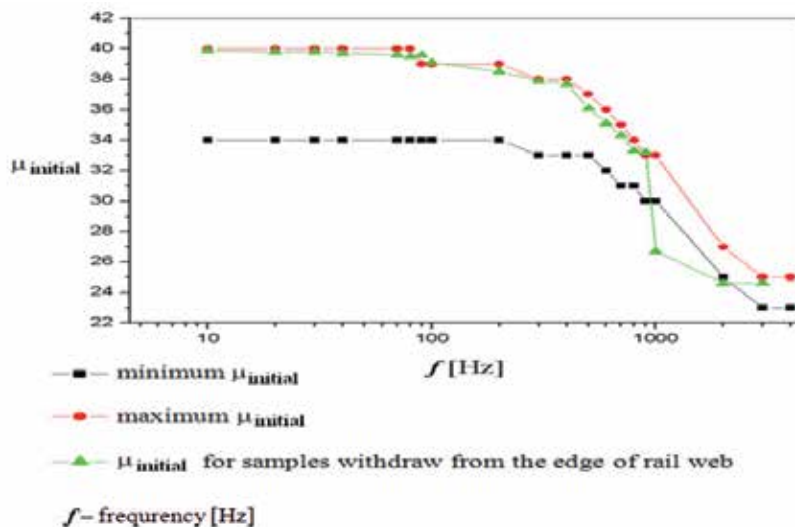 42
40
38
36
34
32
30
28
26
24
22
μ initial
10
100
1000
f [Hz]
minimum μ initial
maximum μ initial
μ initial for samples withdraw from the edge of rail web
f – frequrency [Hz]